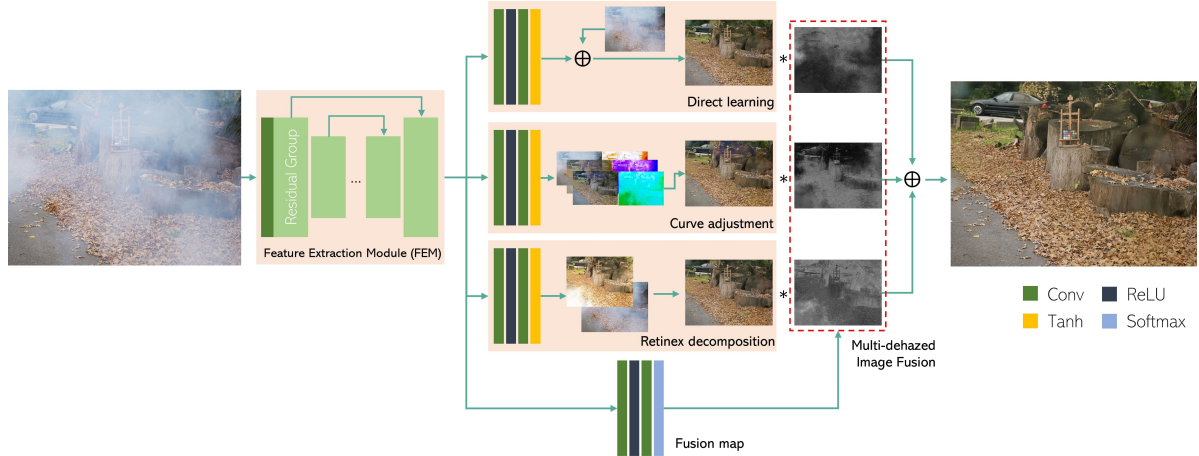 Residual Group
...
Feature Extraction Module (FEM)
Direct learning
*
Curve adjustment
*
Retinex decomposition
*
Multi-dehazed
Image Fusion
Fusion map
Conv
ReLU
Tanh
Softmax